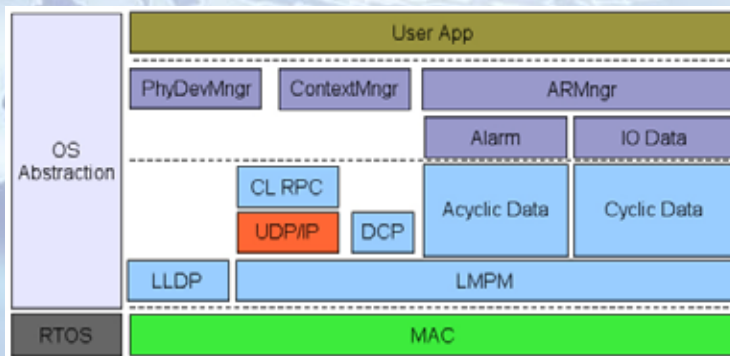 User App
PhyDevMngr ContextMngr ARMngr
OS
Abstraction
Alarm IO Data
CL RPC
Acyclic Data Cyclic Data
UDP/IP DCP
LLDP LMPM
RTOS MAC